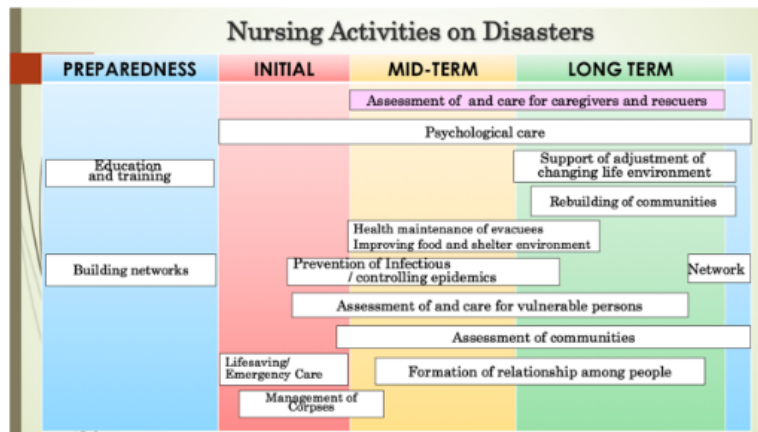 Nursing Activities on Disasters
PREPAREDNESS
INITIAL
MID-TERM
LONG TERM
Assessment of and care for caregivers and rescuers
Psychological care
Education
and training
Support of adjustment of
changing life environment
Rebuilding of communities
Health maintenance of evacuees
Improving food and shelter environment
Building networks
Prevention of Infectious
/ controlling epidemics
Network
Assessment of and care for vulnerable persons
Assessment of communities
Lifesaving/
Emergency Care
Formation of relationship among people
Management of
Corpses